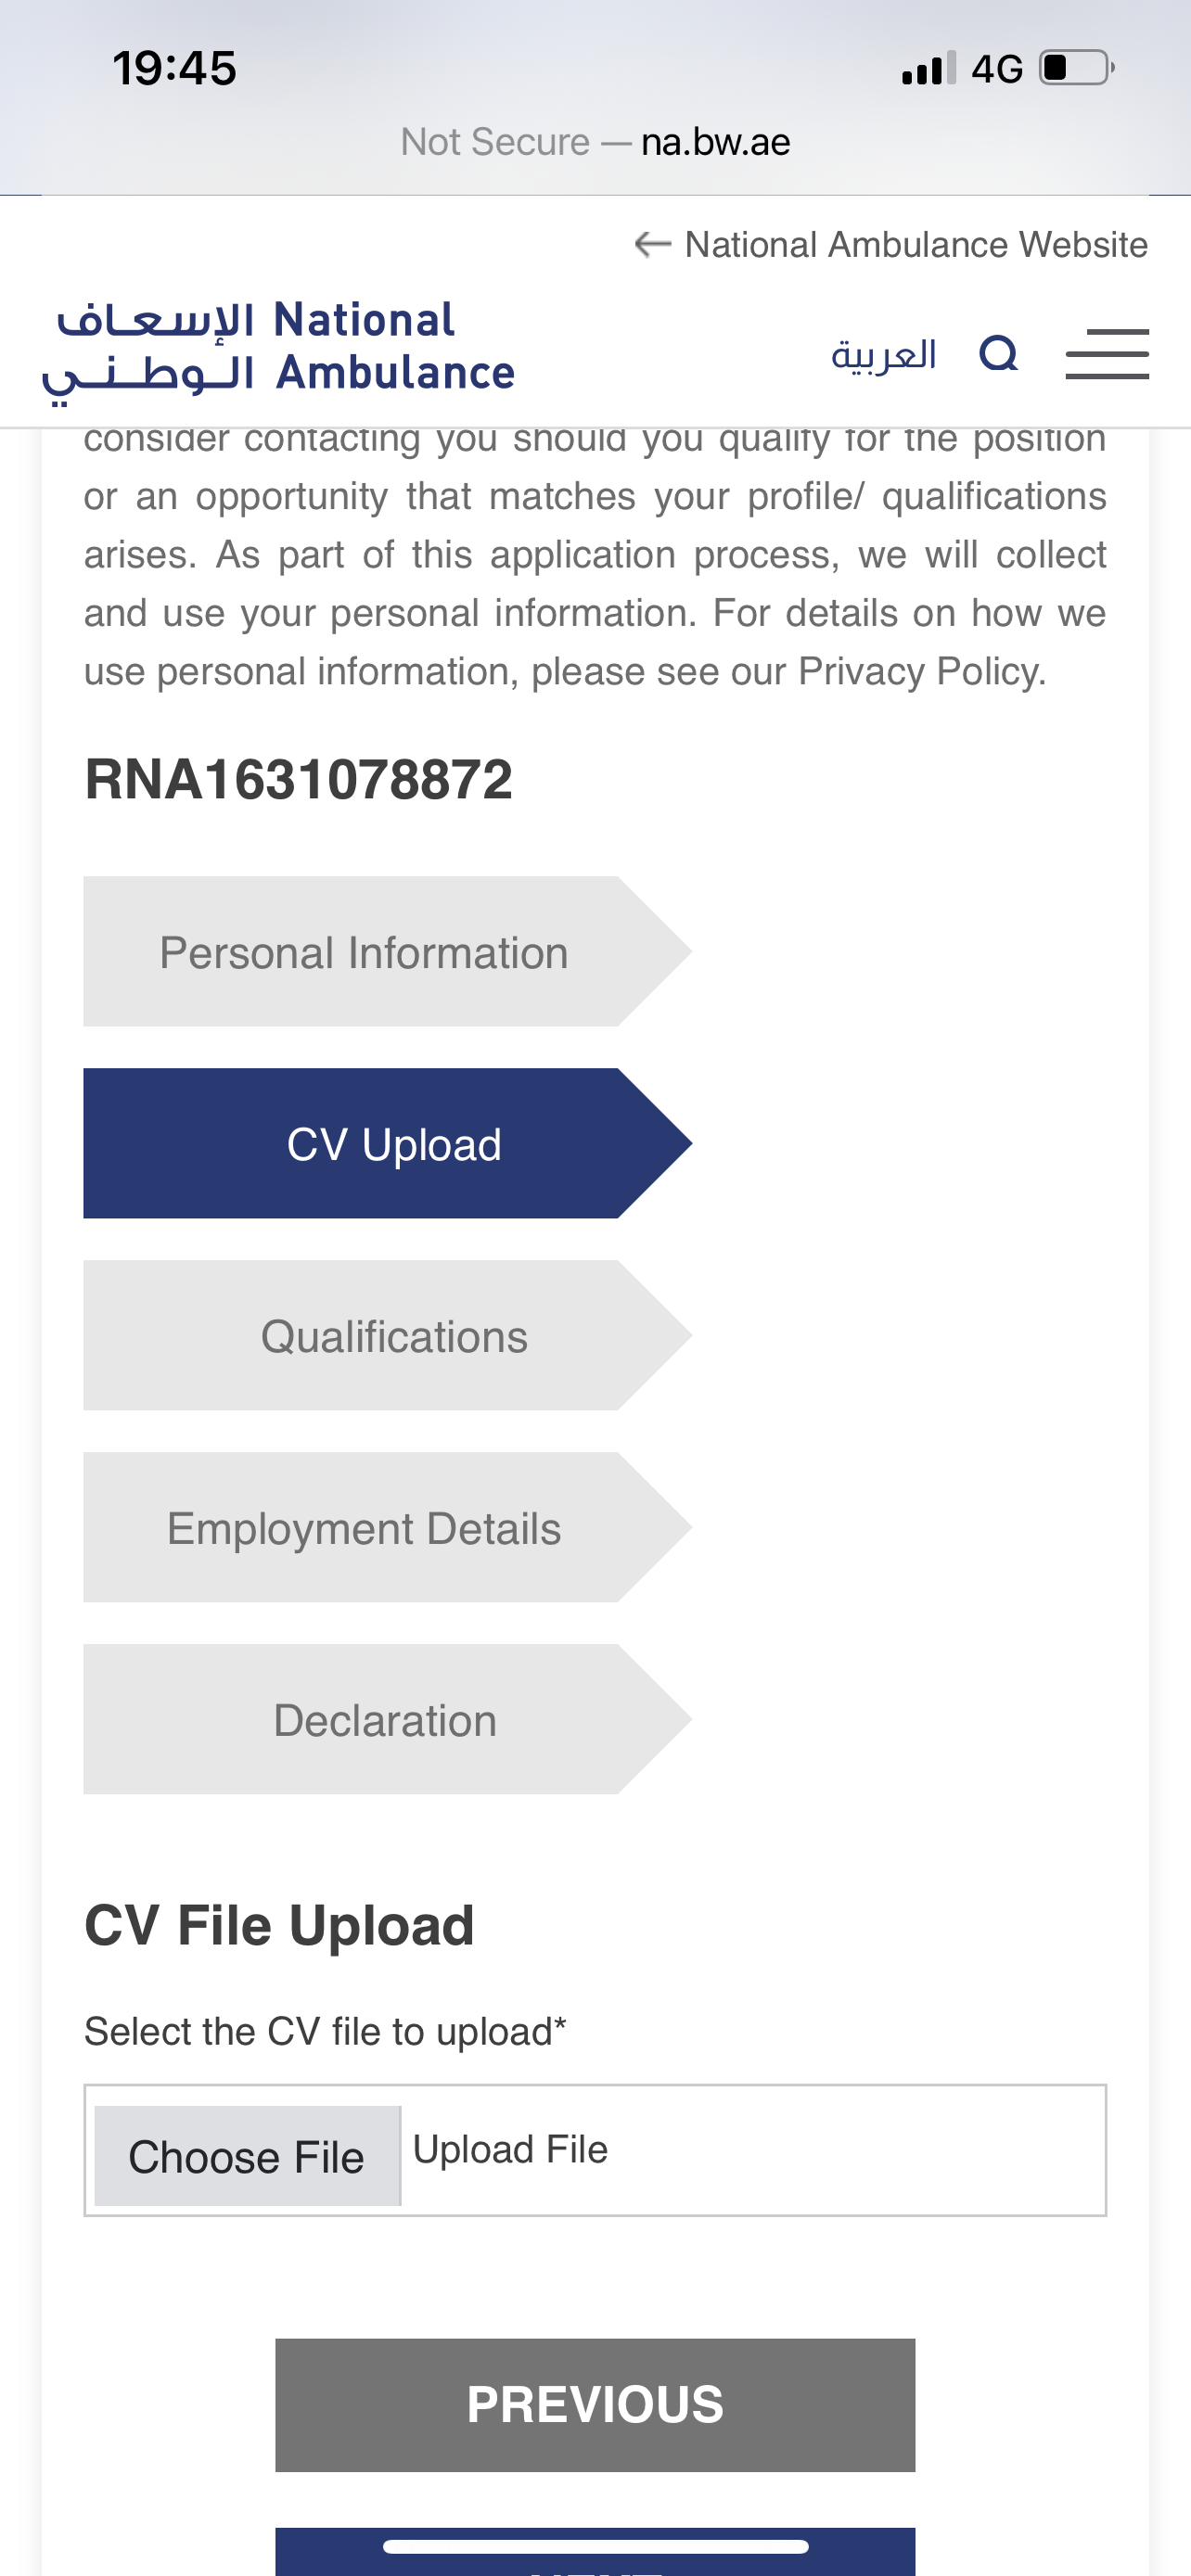 19:45
4G
Not Secure — na.bw.ae
← National Ambulance Website
الإسعاف National
الوطني Ambulance
العربية
consider contacting you should you qualify for the position
or an opportunity that matches your profile/ qualifications
arises. As part of this application process, we will collect
and use your personal information. For details on how we
use personal information, please see our Privacy Policy.
RNA1631078872
Personal Information
CV Upload
Qualifications
Employment Details
Declaration
CV File Upload
Select the CV file to upload*
Choose File Upload File
PREVIOUS